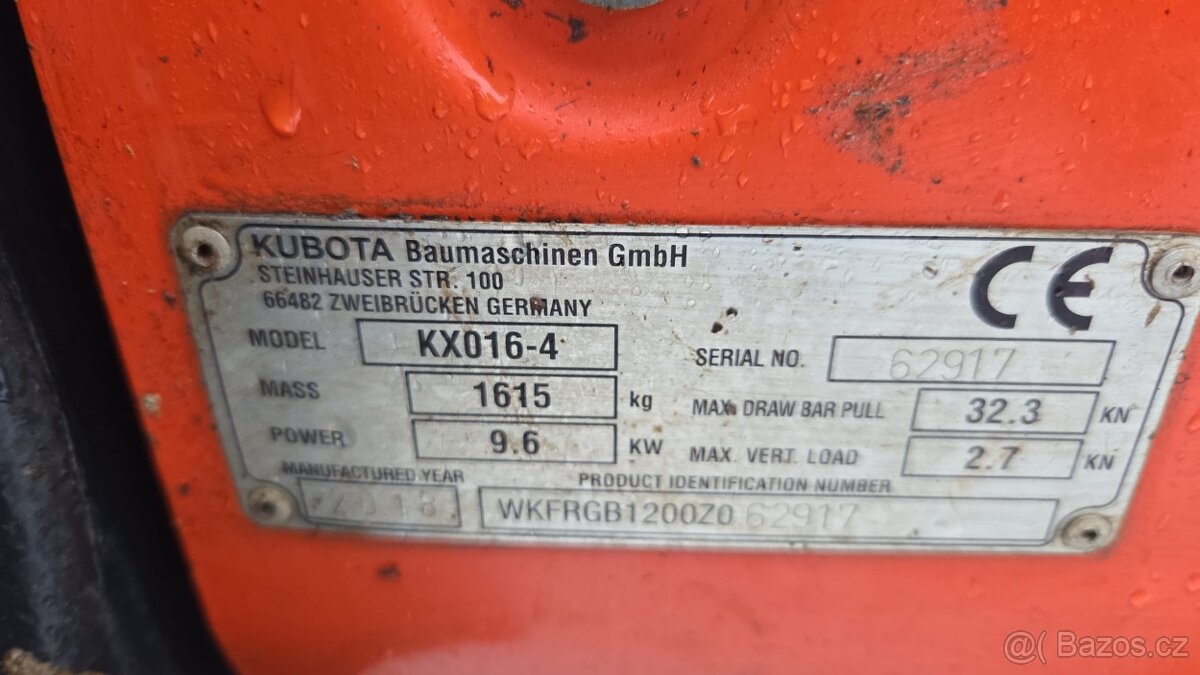 KUBOTA Baumaschinen GmbH
STEINHAUSER STR. 100
66482 ZWEIBRÜCKEN GERMANY
CE
MODEL KX016-4
SERIAL NO. 62917
MASS 1615 kg
MAX. DRAW BAR PULL 32.3 KN
POWER 9.6 KW
MAX. VERT. LOAD 2.7 KN
MANUFACTURED YEAR
2018
PRODUCT IDENTIFICATION NUMBER
WKFRGB1200Z062917
Bazos.cz